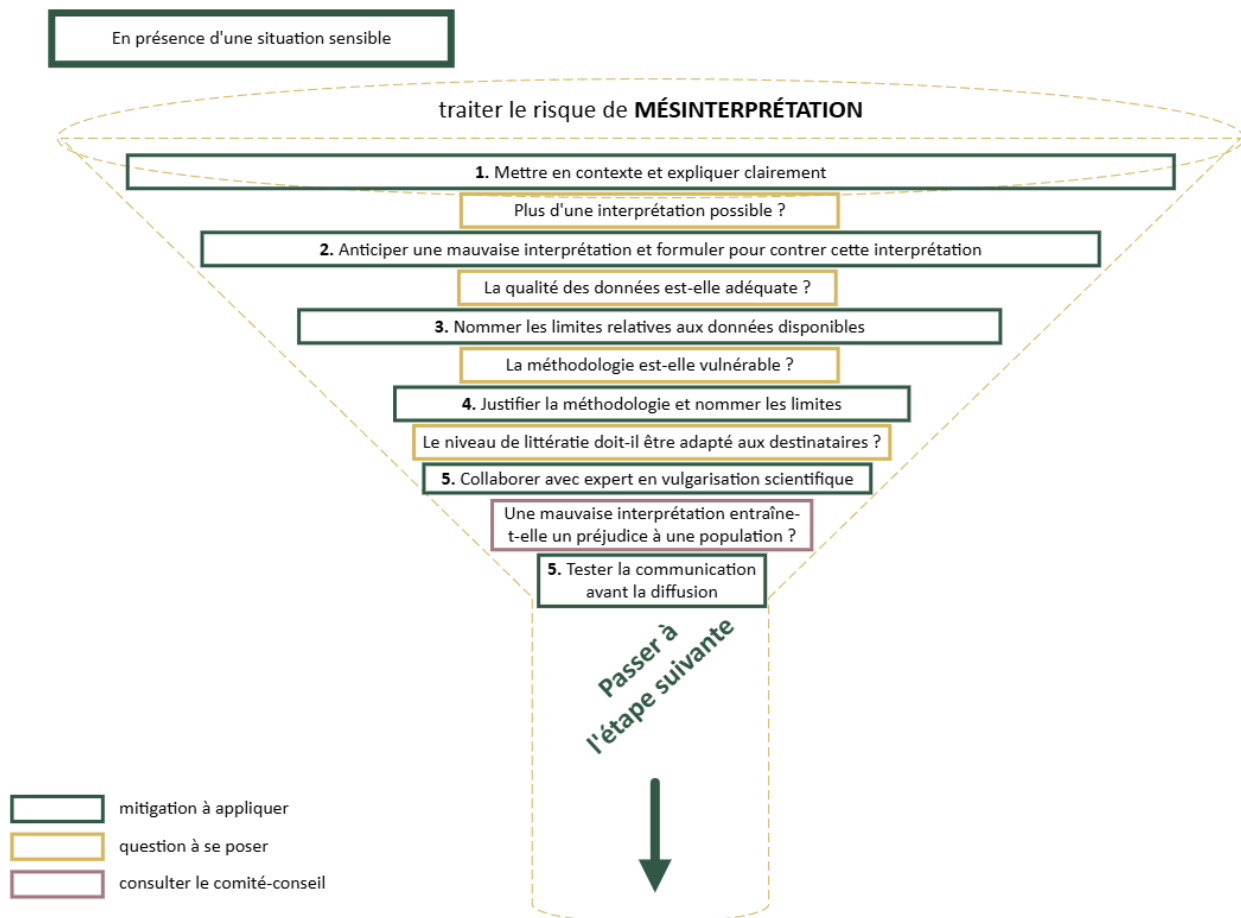 En présence d'une situation sensible
traiter le risque de MÉSINTERPRÉTATION
1. Mettre en contexte et expliquer clairement
Plus d'une interprétation possible ?
2. Anticiper une mauvaise interprétation et formuler pour contrer cette interprétation
La qualité des données est-elle adéquate ?
3. Nommer les limites relatives aux données disponibles
La méthodologie est-elle vulnérable ?
4. Justifier la méthodologie et nommer les limites
Le niveau de littératie doit-il être adapté aux destinataires ?
5. Collaborer avec expert en vulgarisation scientifique
Une mauvaise interprétation entraîne-
t-elle un préjudice à une population ?
5. Tester la communication
avant la diffusion
Passer à
l'étape suivante
mitigation à appliquer
question à se poser
consulter le comité-conseil